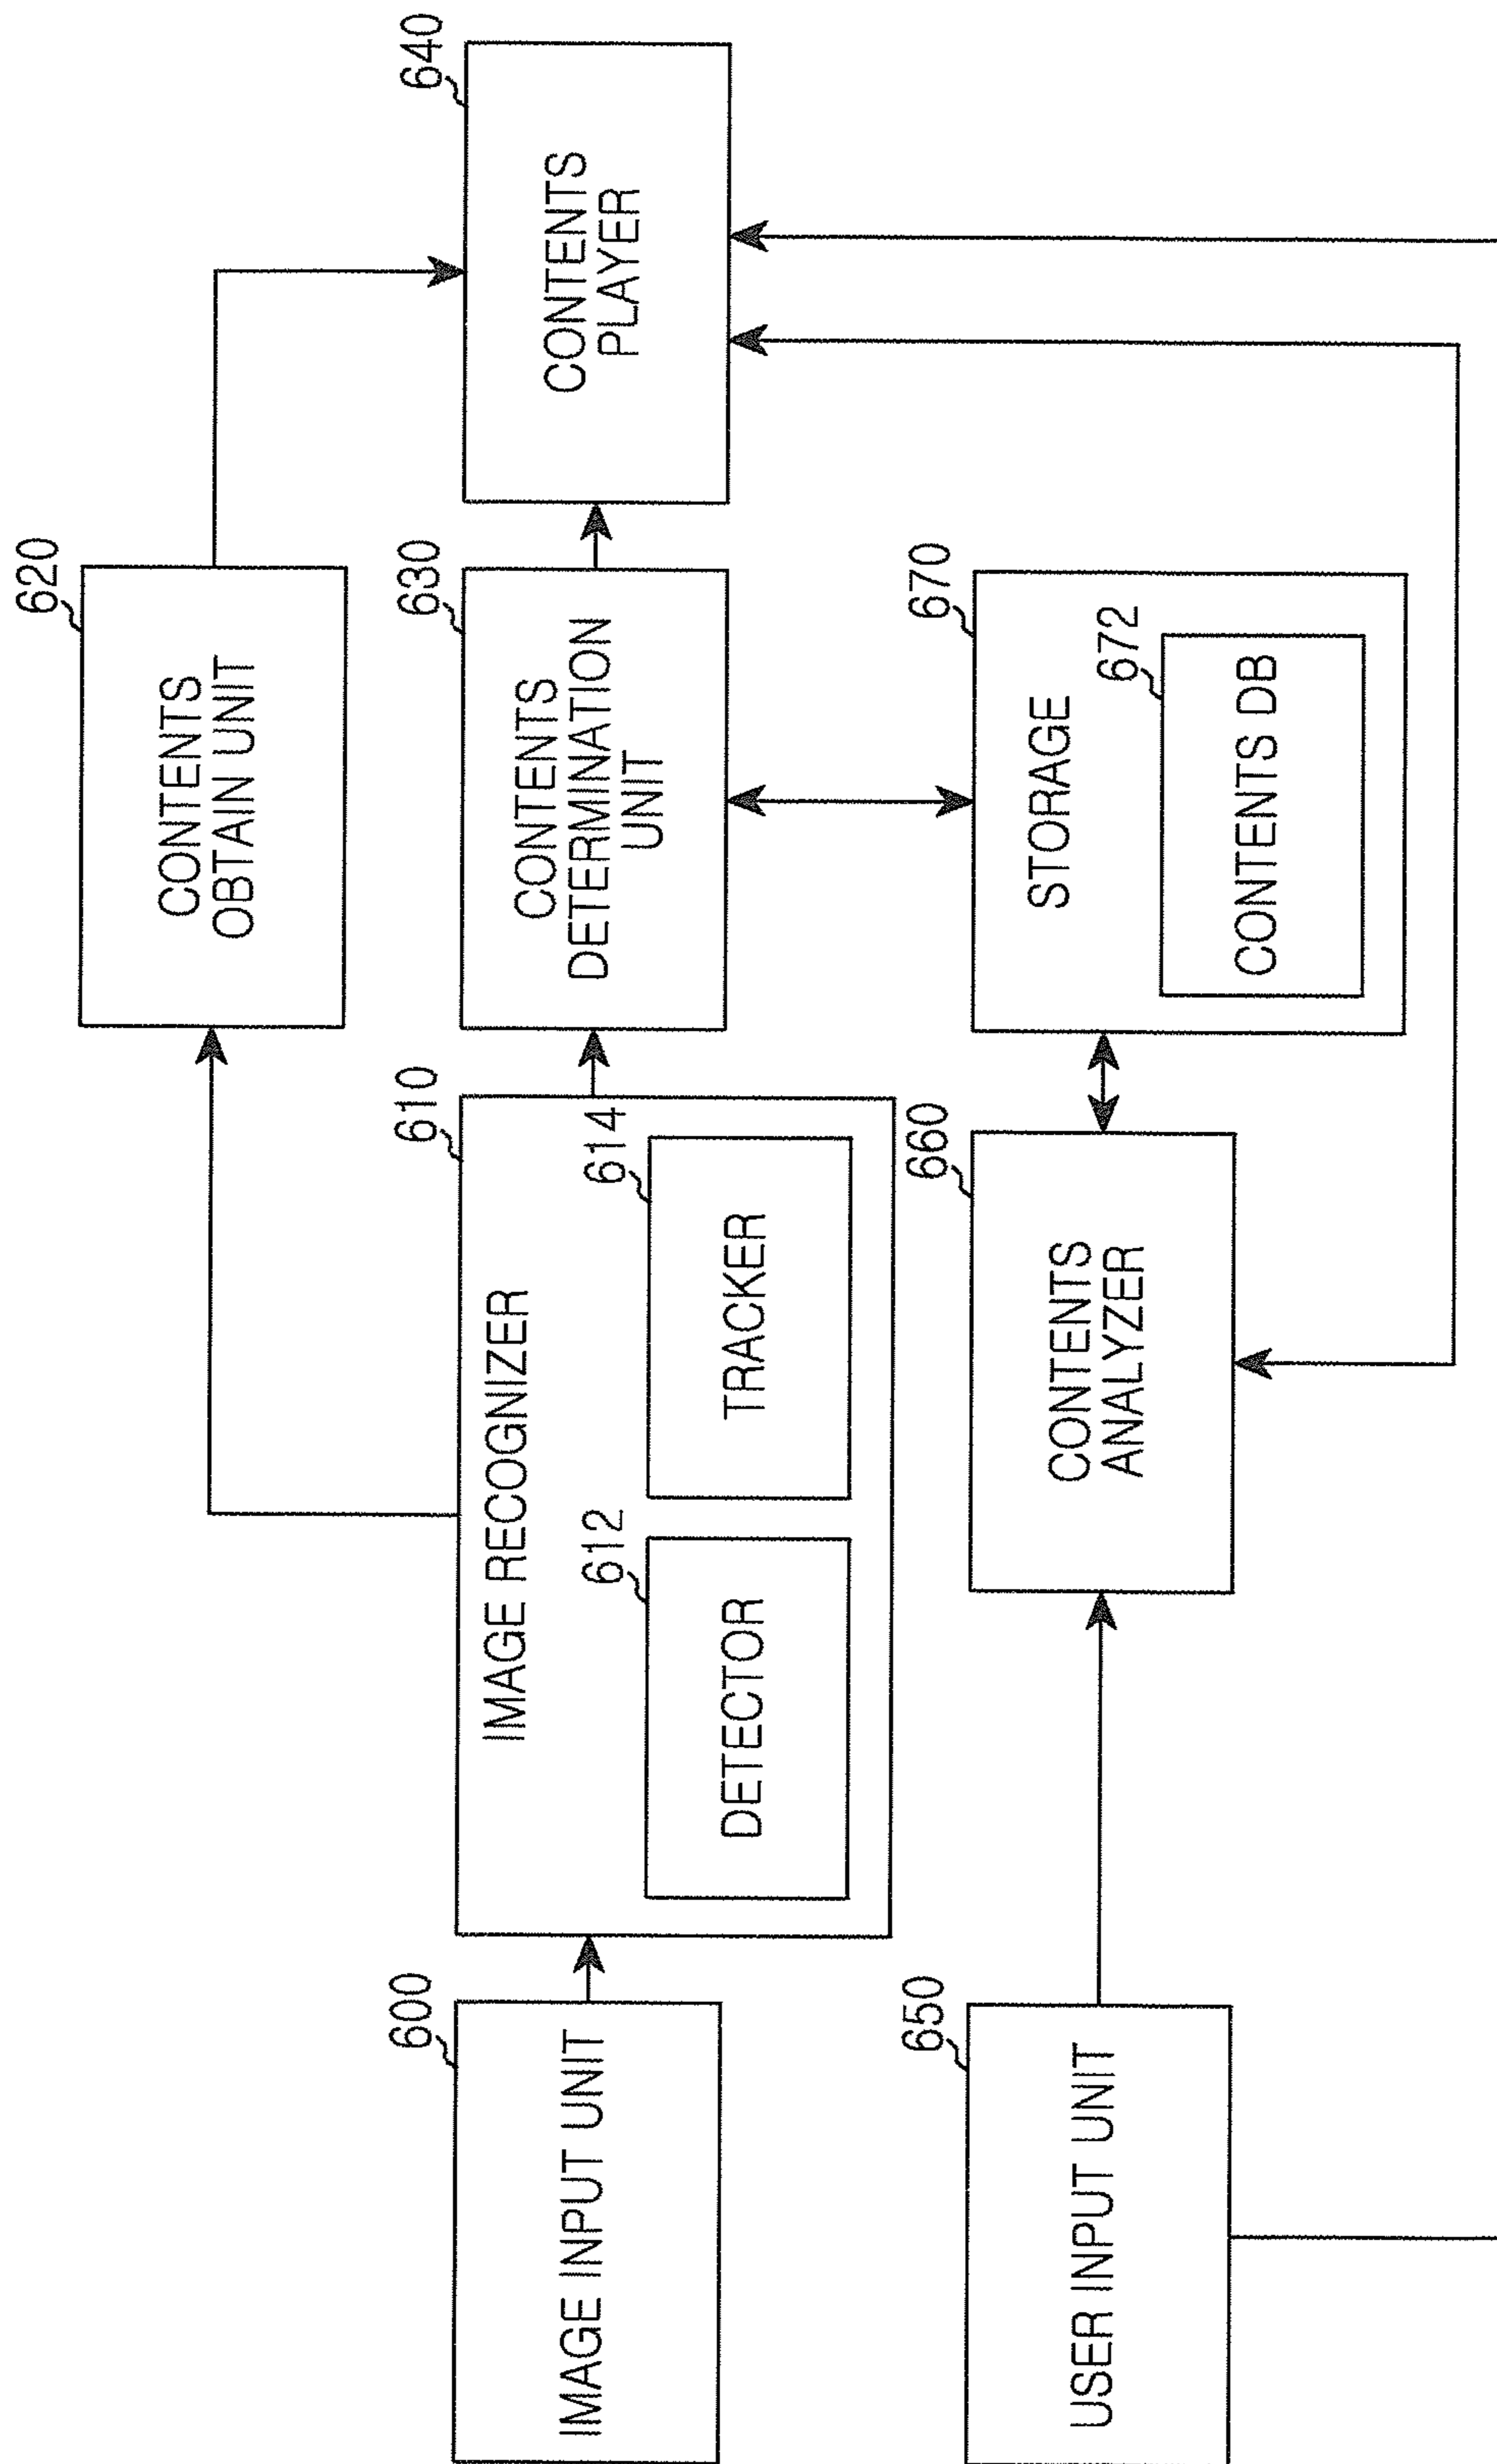 620
CONTENTS
OBTAIN UNIT
600
IMAGE INPUT UNIT
610
IMAGE RECOGNIZER
612
DETECTOR
614
TRACKER
630
CONTENTS
DETERMINATION
UNIT
640
CONTENTS
PLAYER
650
USER INPUT UNIT
660
CONTENTS
ANALYZER
670
STORAGE
672
CONTENTS DB